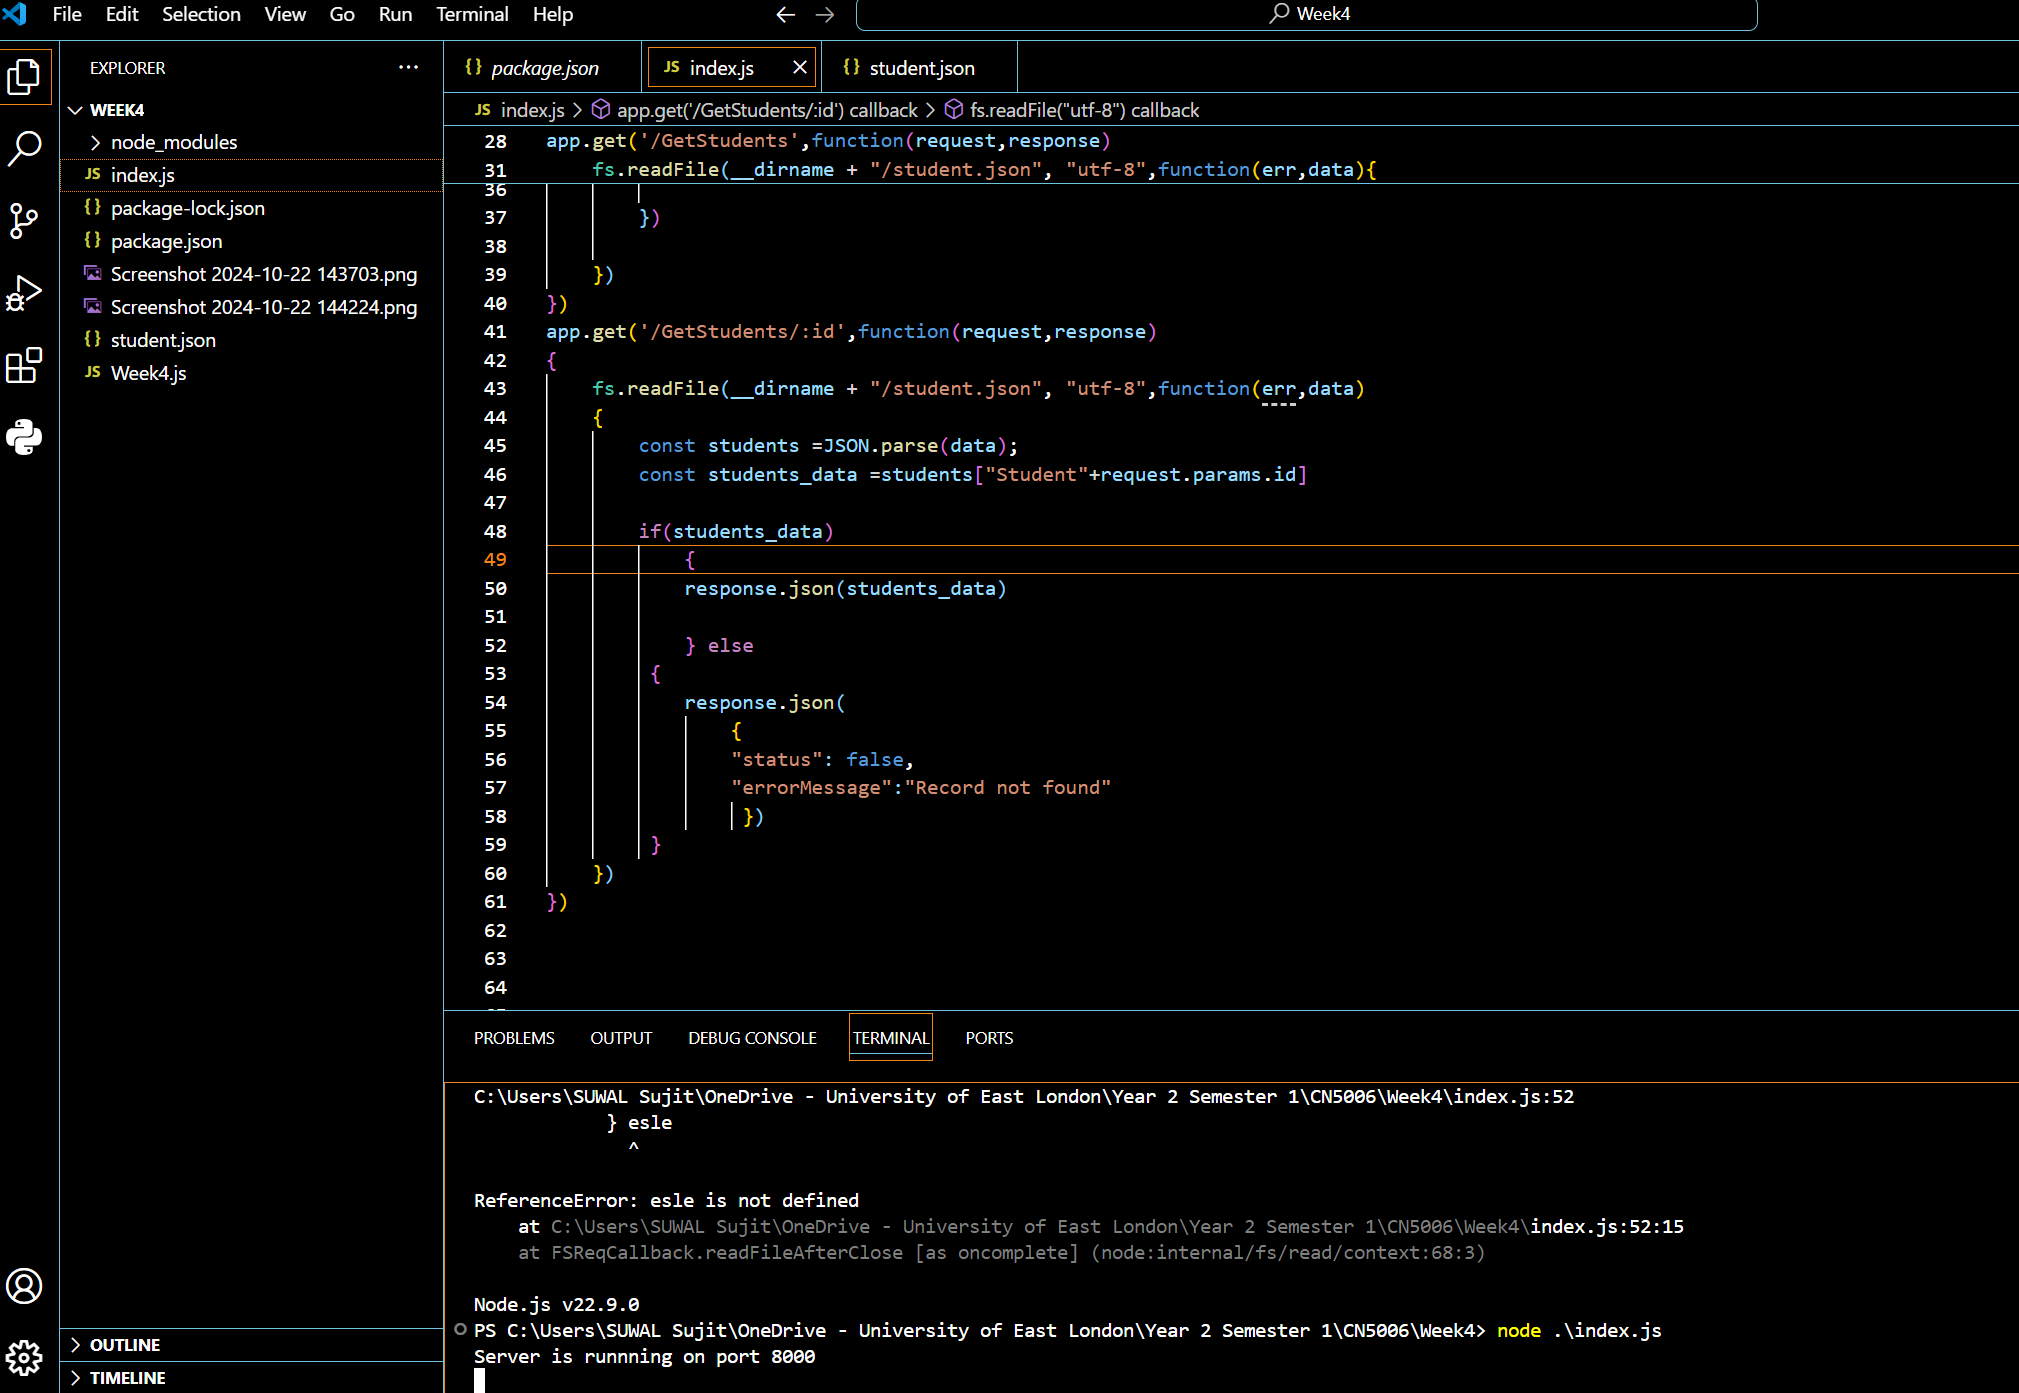 File Edit Selection View Go Run Terminal Help
Week4
EXPLORER
WEEK4
node_modules
JS index.js
{} package-lock.json
{} package.json
Screenshot 2024-10-22 143703.png
Screenshot 2024-10-22 144224.png
{} student.json
JS Week4.js
OUTLINE
TIMELINE
{} package.json JS index.js {} student.json
JS index.js > app.get('/GetStudents/:id') callback > fs.readFile("utf-8") callback
28 app.get('/GetStudents',function(request,response)
31 fs.readFile(__dirname + "/student.json", "utf-8",function(err,data){
36
37 })
38
39 })
40 })
41 app.get('/GetStudents/:id',function(request,response)
42 {
43 fs.readFile(__dirname + "/student.json", "utf-8",function(err,data)
44 {
45 const students =JSON.parse(data);
46 const students_data =students["Student"+request.params.id]
47
48 if(students_data)
49 {
50 response.json(students_data)
51
52 } else
53 {
54 response.json(
55 {
56 "status": false,
57 "errorMessage":"Record not found"
58 })
59 }
60 })
61 })
62
63
64
PROBLEMS OUTPUT DEBUG CONSOLE TERMINAL PORTS
C:\Users\SUWAL Sujit\OneDrive - University of East London\Year 2 Semester 1\CN5006\Week4\index.js:52
} esle
^
ReferenceError: esle is not defined
at C:\Users\SUWAL Sujit\OneDrive - University of East London\Year 2 Semester 1\CN5006\Week4\index.js:52:15
at FSReqCallback.readFileAfterClose [as oncomplete] (node:internal/fs/read/context:68:3)
Node.js v22.9.0
PS C:\Users\SUWAL Sujit\OneDrive - University of East London\Year 2 Semester 1\CN5006\Week4> node .\index.js
Server is runnning on port 8000